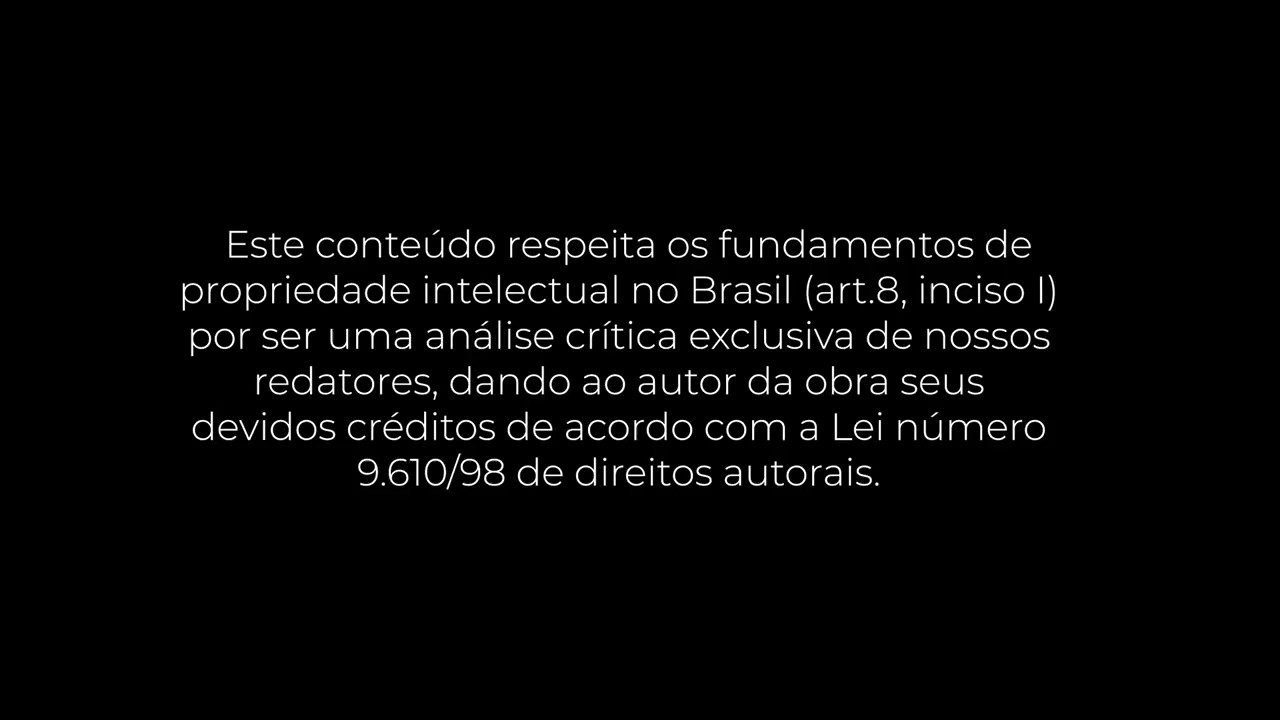 Este conteúdo respeita os fundamentos de
propriedade intelectual no Brasil (art.8, inciso I)
por ser uma análise crítica exclusiva de nossos
redatores, dando ao autor da obra seus
devidos créditos de acordo com a Lei número
9.610/98 de direitos autorais.